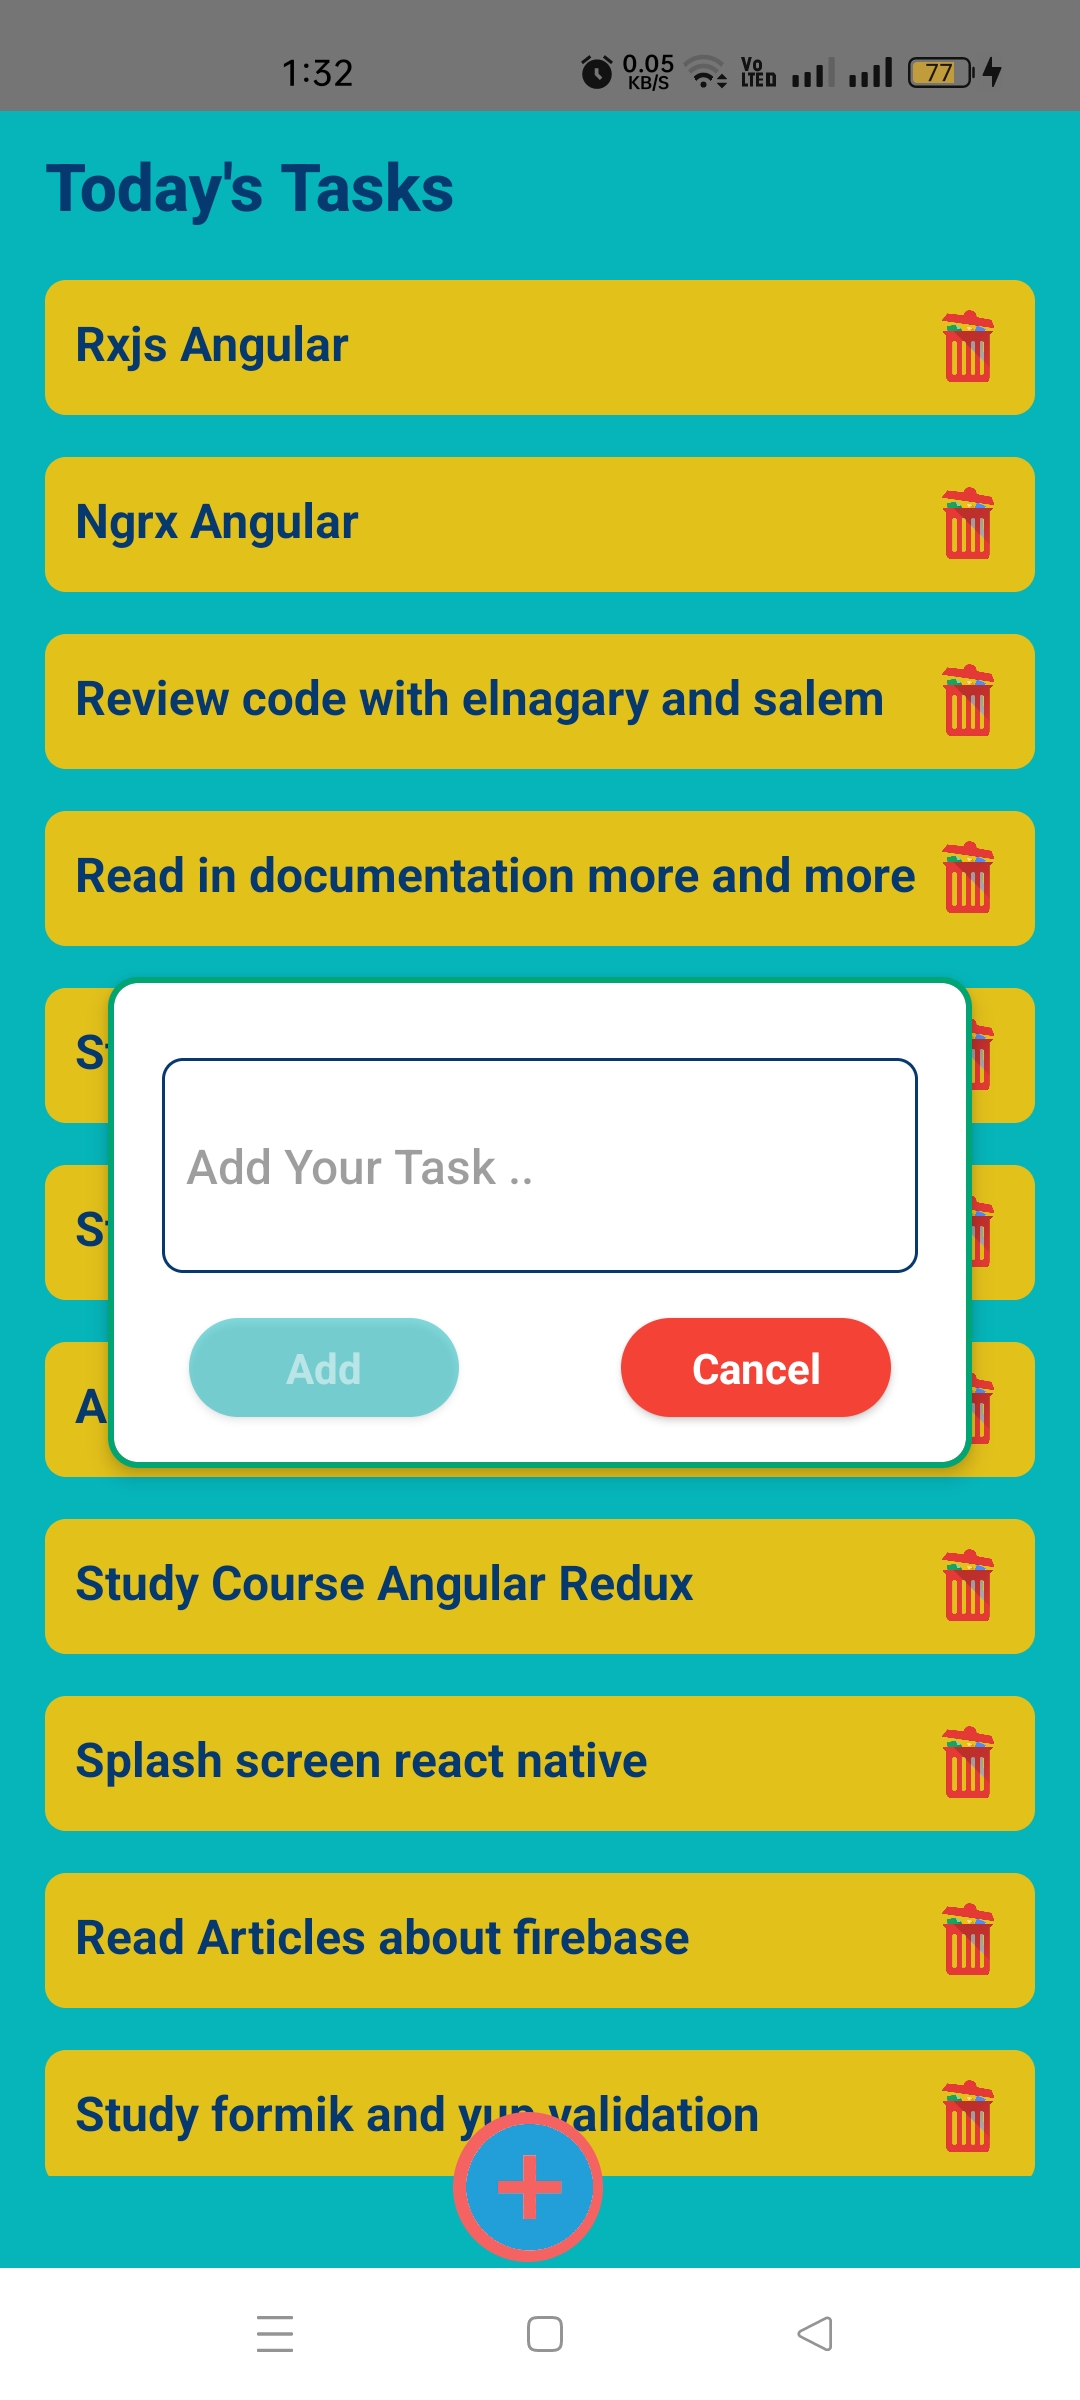 1:32
0.05
KB/S
Vo
LTED
77
Today's Tasks
Rxjs Angular
Ngrx Angular
Review code with elnagary and salem
Read in documentation more and more
Add Your Task ..
Add
Cancel
Study Course Angular Redux
Splash screen react native
Read Articles about firebase
Study formik and yup validation